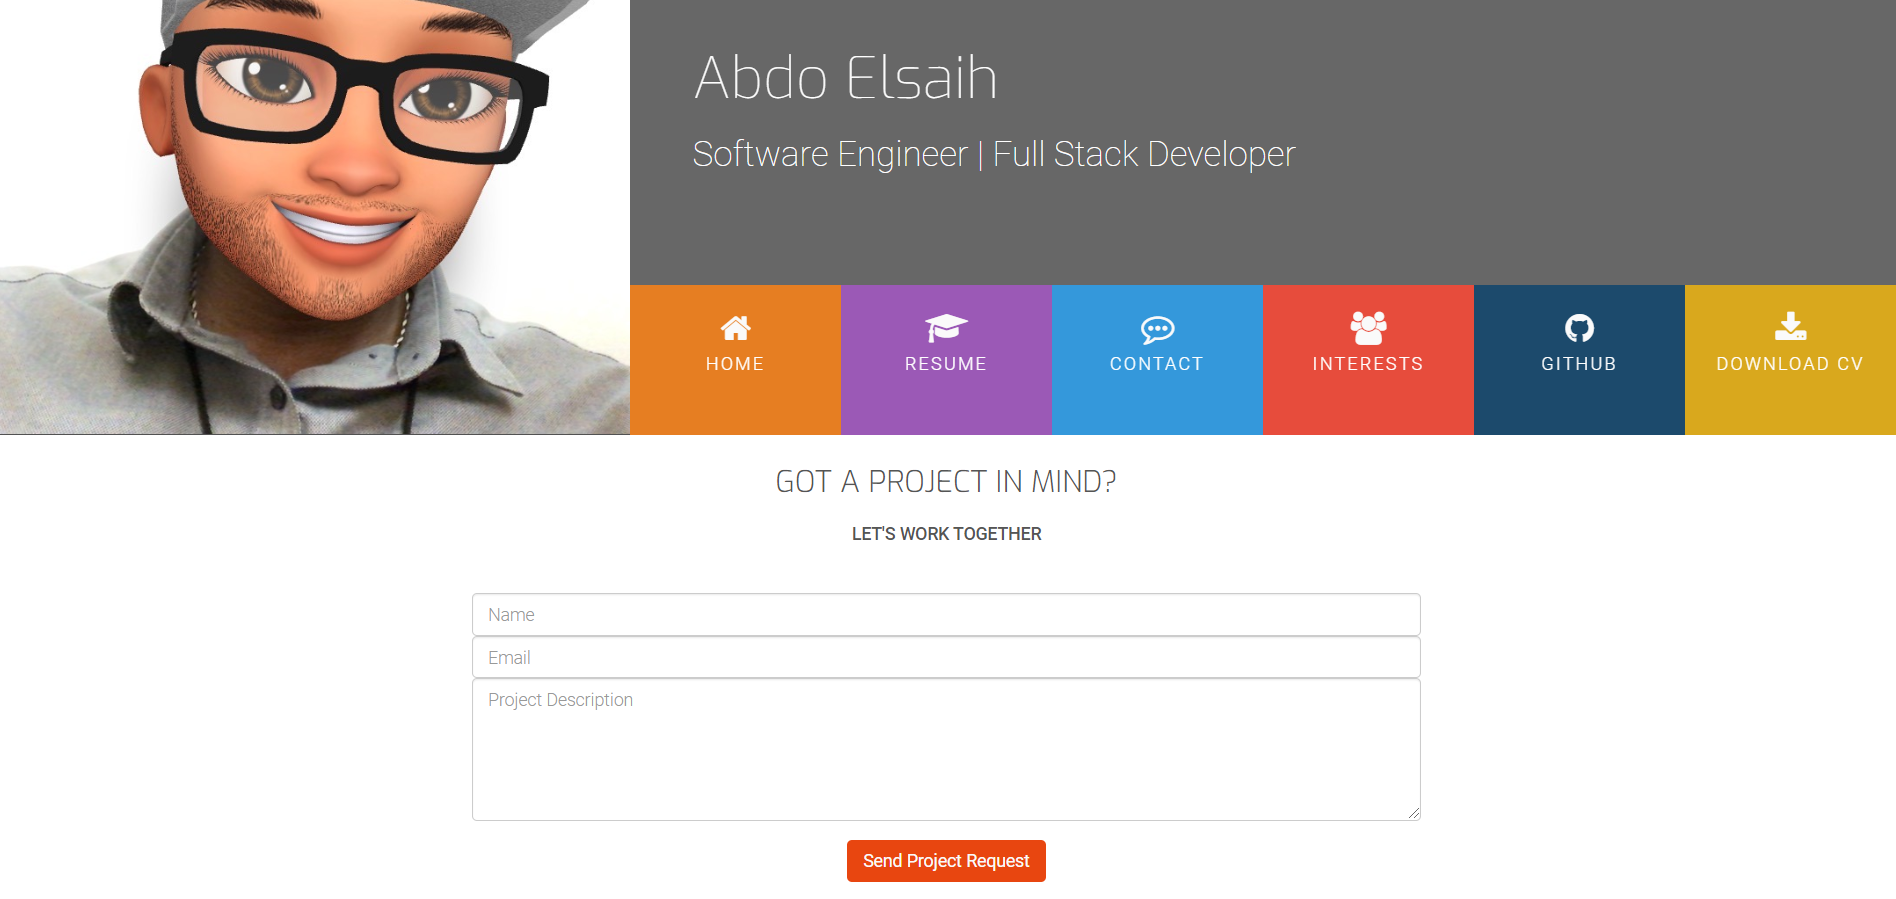 Abdo Elsaih
Software Engineer | Full Stack Developer
HOME
RESUME
CONTACT
INTERESTS
GITHUB
DOWNLOAD CV
GOT A PROJECT IN MIND?
LET'S WORK TOGETHER
Name
Email
Project Description
Send Project Request